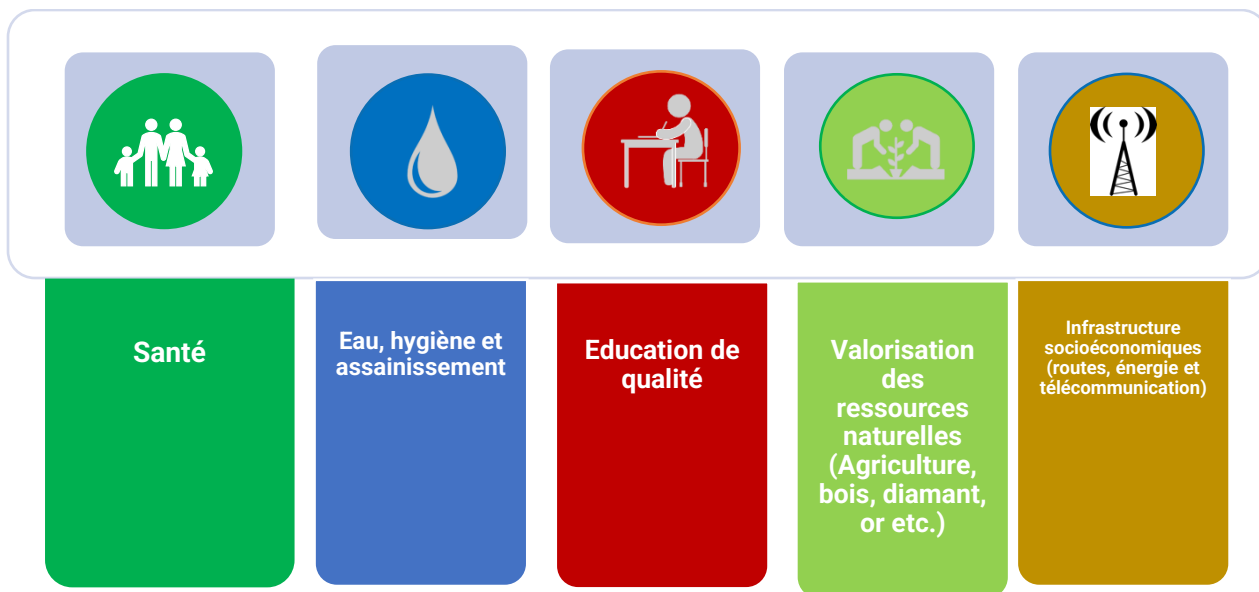 Santé
Eau, hygiène et
assainissement
Education de
qualité
Valorisation
des
ressources
naturelles
(Agriculture,
bois, diamant,
or etc.)
Infrastructure
socioéconomiques
(routes, énergie et
télécommunication)